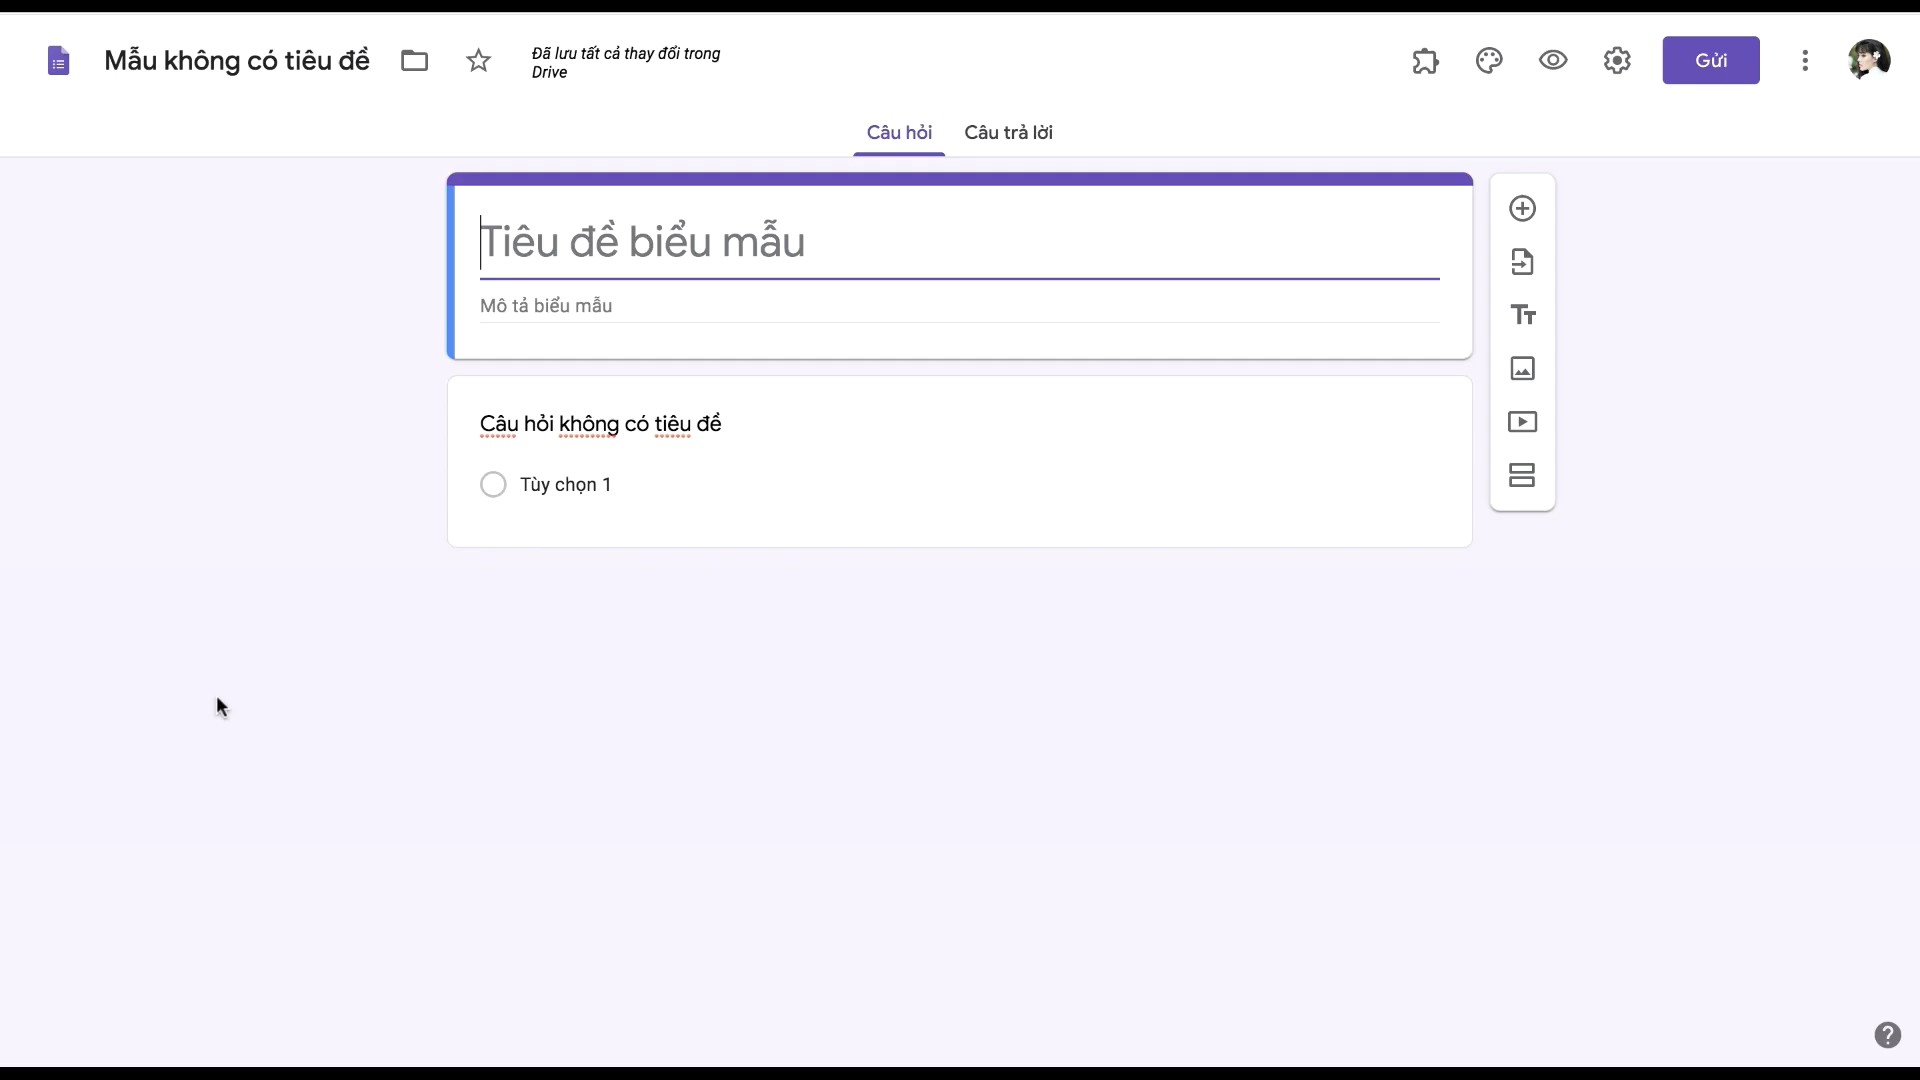 Mẫu không có tiêu đề
Đã lưu tất cả thay đổi trong
Drive
Gửi
Câu hỏi
Câu trả lời
Tiêu đề biểu mẫu
Mô tả biểu mẫu
Câu hỏi không có tiêu đề
Tùy chọn 1